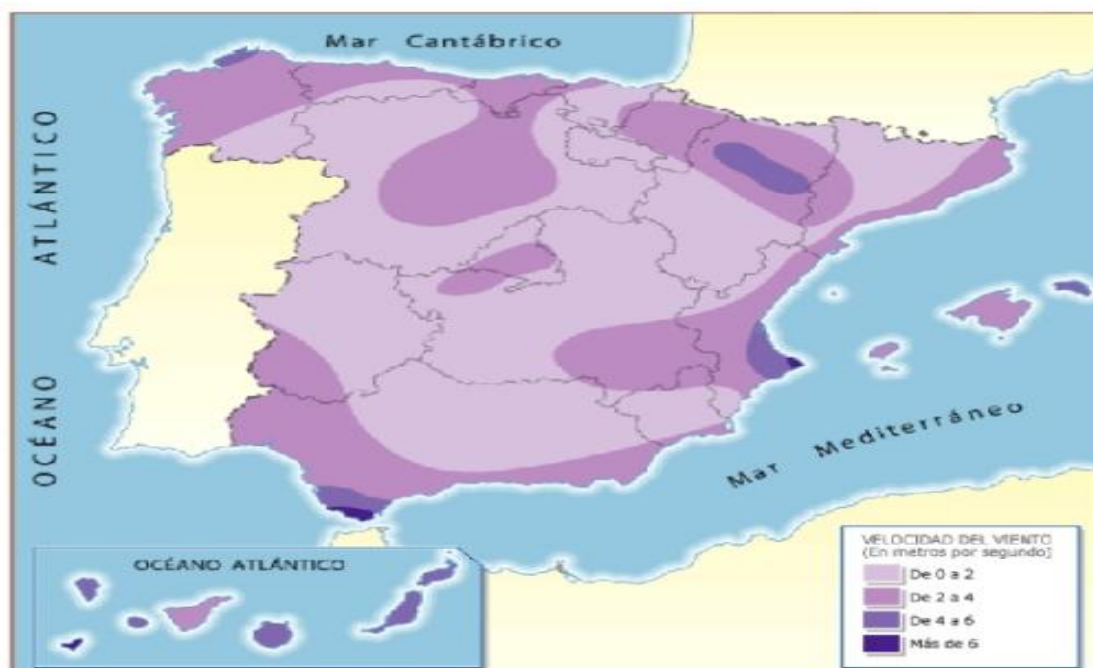 Mar Cantábrico
OCÉANO ATLÁNTICO
Mar Mediterráneo
OCÉANO ATLÁNTICO
VELOCIDAD DEL VIENTO
(En metros por segundo)
De 0 a 2
De 2 a 4
De 4 a 6
Más de 6